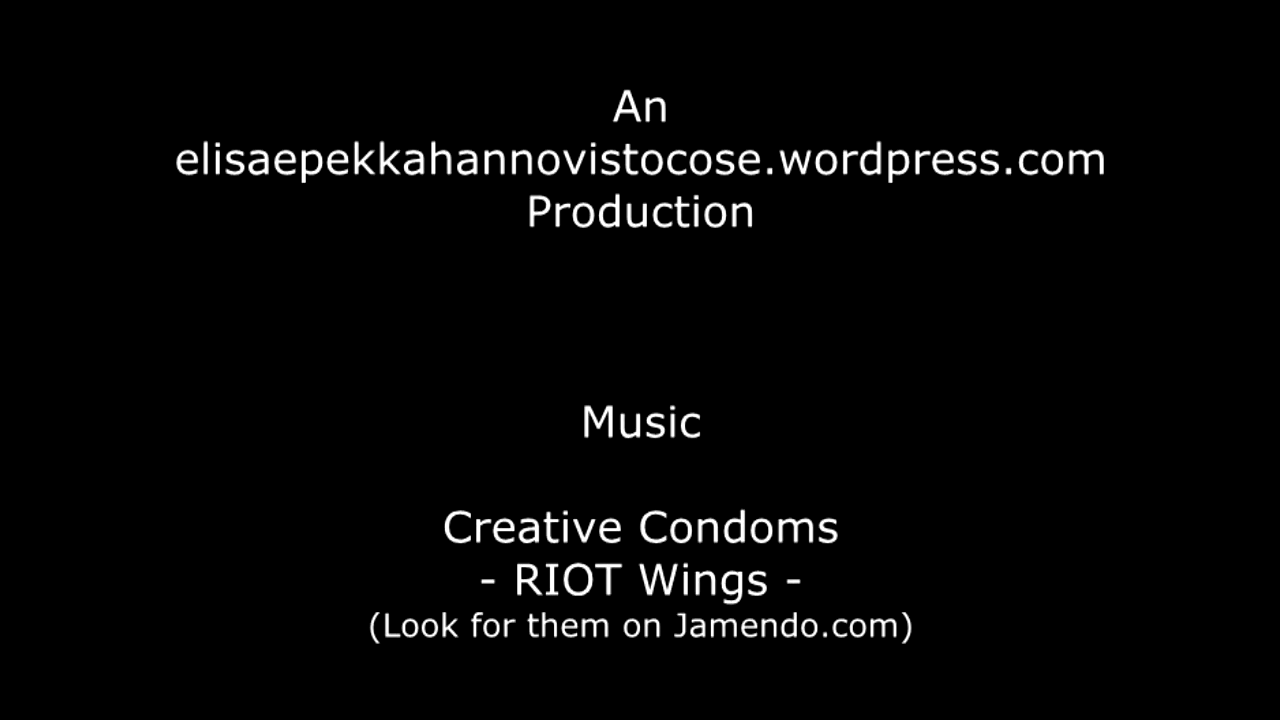 An
elisaepekkahannovistocose.wordpress.com
Production
Music
Creative Condoms
- RIOT Wings -
(Look for them on Jamendo.com)